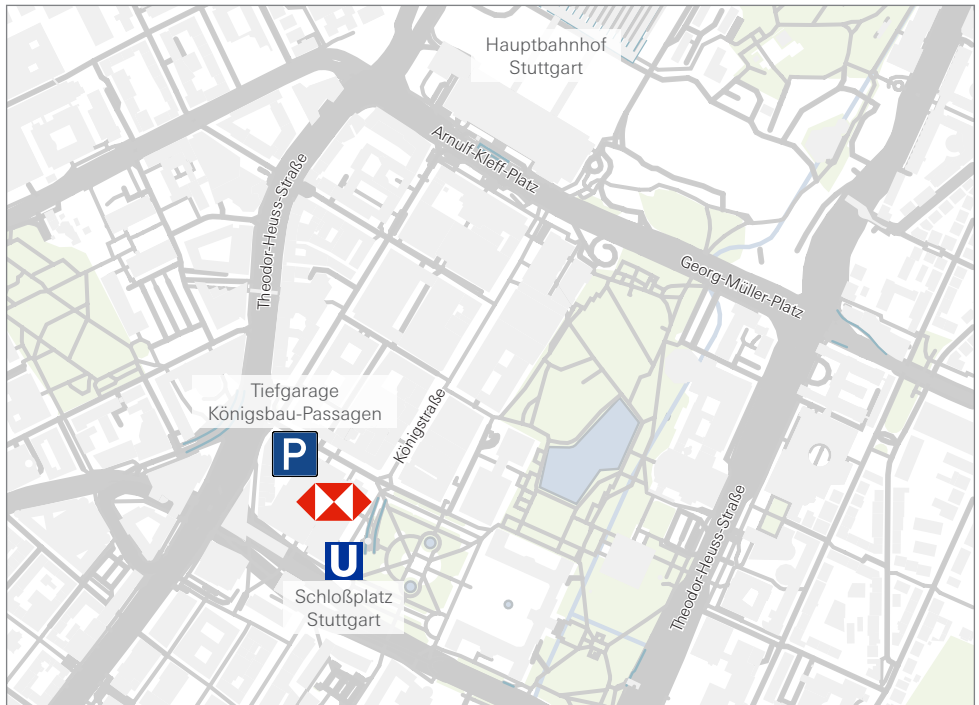 Hauptbahnhof
Stuttgart
Arnulf-Kleff-Platz
Theodor-Heuss-Straße
Georg-Müller-Platz
Tiefgarage
Königsbau-Passagen
P
Königstraße
U
Schloßplatz
Stuttgart
Theodor-Heuss-Straße